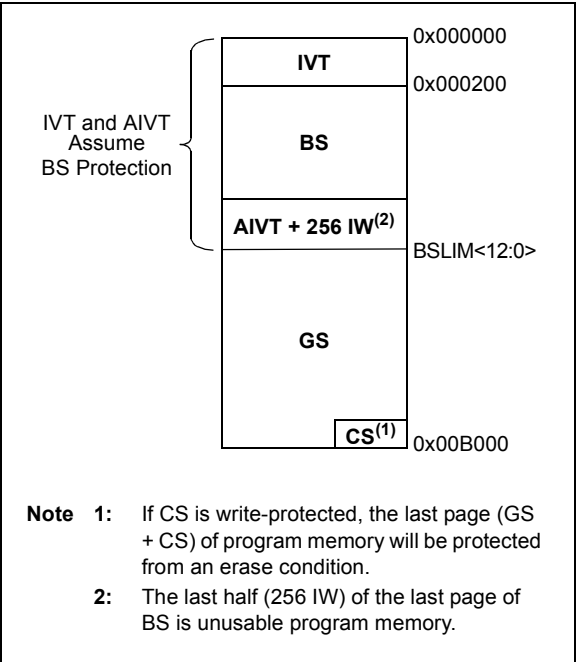 0x000000
IVT
0x000200
IVT and AIVT
Assume
BS Protection
BS
AIVT + 256 IW(2)
BSLIM<12:0>
GS
CS(1)
0x00B000
Note 1: If CS is write-protected, the last page (GS
+ CS) of program memory will be protected
from an erase condition.
2: The last half (256 IW) of the last page of
BS is unusable program memory.